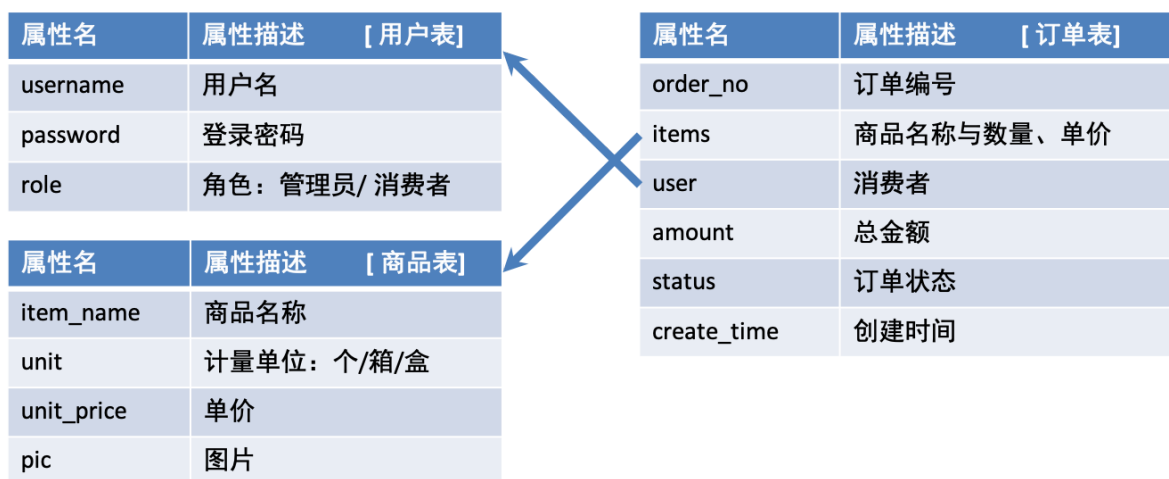 属性名 属性描述 [ 用户表]
username 用户名
password 登录密码
role 角色：管理员/ 消费者
属性名 属性描述 [ 商品表]
item_name 商品名称
unit 计量单位：个/箱/盒
unit_price 单价
pic 图片
属性名 属性描述 [ 订单表]
order_no 订单编号
items 商品名称与数量、单价
user 消费者
amount 总金额
status 订单状态
create_time 创建时间